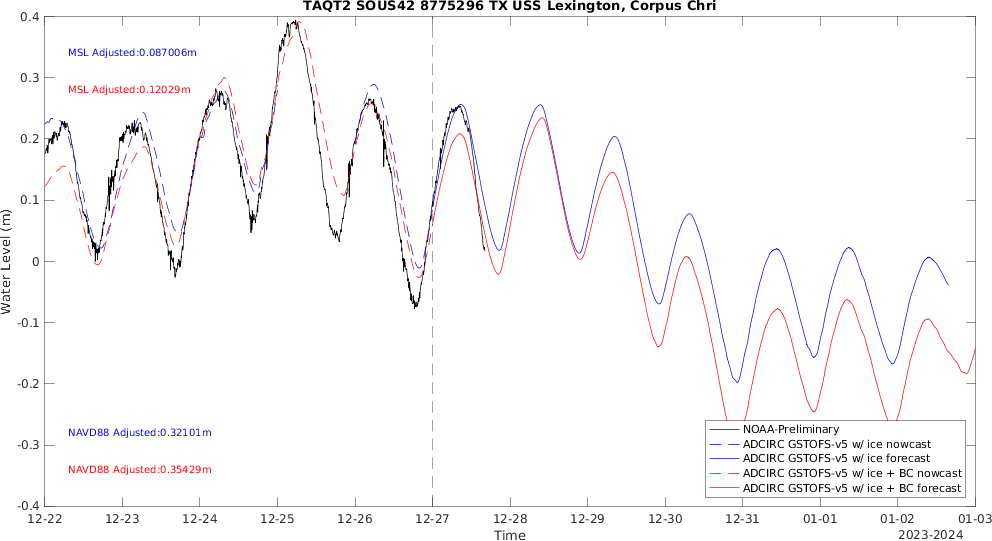 TAQT2 SOUS42 8775296 TX USS Lexington, Corpus Chri
MSL Adjusted:0.087006m
MSL Adjusted:0.12029m
NAVD88 Adjusted:0.32101m
NAVD88 Adjusted:0.35429m
Water Level (m)
0.4
0.3
0.2
0.1
0
-0.1
-0.2
-0.3
-0.4
NOAA-Preliminary
ADCIRC GSTOFS-v5 w/ ice nowcast
ADCIRC GSTOFS-v5 w/ ice forecast
ADCIRC GSTOFS-v5 w/ ice + BC nowcast
ADCIRC GSTOFS-v5 w/ ice + BC forecast
12-22 12-23 12-24 12-25 12-26 12-27 12-28 12-29 12-30 12-31 01-01 01-02 01-03
Time
2023-2024